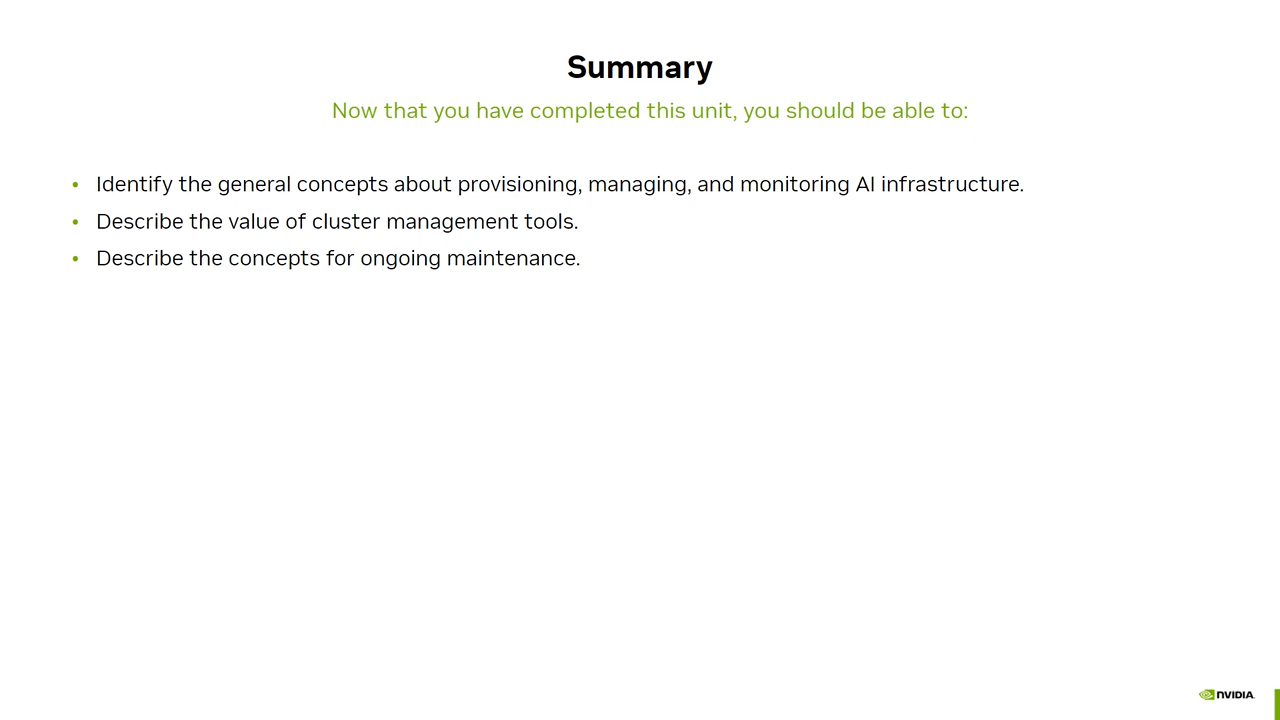 Summary
Now that you have completed this unit, you should be able to:
• Identify the general concepts about provisioning, managing, and monitoring AI infrastructure.
• Describe the value of cluster management tools.
• Describe the concepts for ongoing maintenance.
NVIDIA